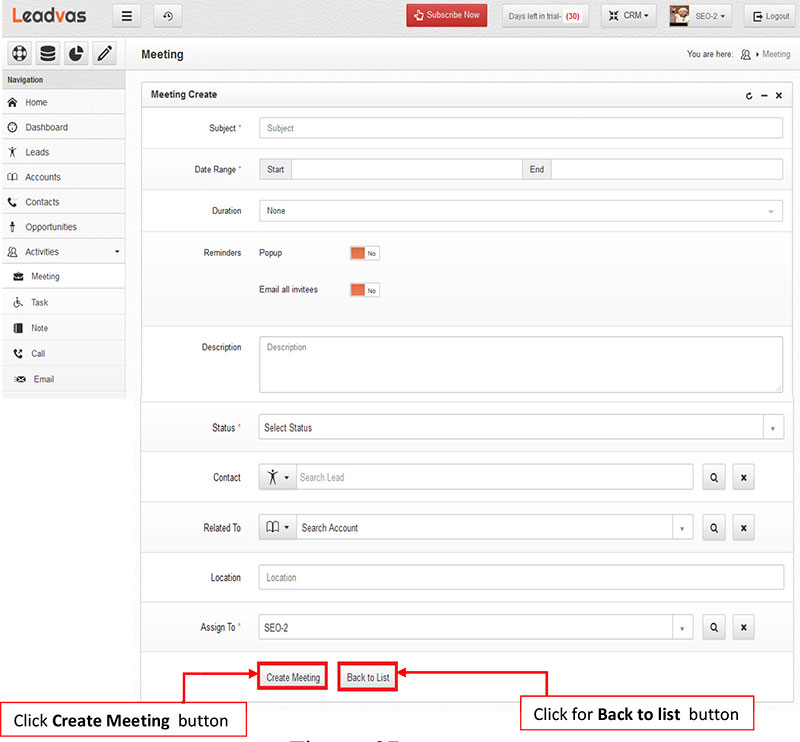 Leadvas
Subscribe Now
Days left in trial- (30)
CRM
SEO-2
Logout
Meeting
You are here:
Meeting
Navigation
Home
Dashboard
Leads
Accounts
Contacts
Opportunities
Activities
Meeting
Task
Note
Call
Email
Meeting Create
Subject *
Subject
Date Range *
Start
End
Duration
None
Reminders
Popup
No
Email all invitees
No
Description
Description
Status *
Select Status
Contact
Search Lead
Related To
Search Account
Location
Location
Assign To *
SEO-2
Create Meeting
Back to List
Click Create Meeting button
Click for Back to list button